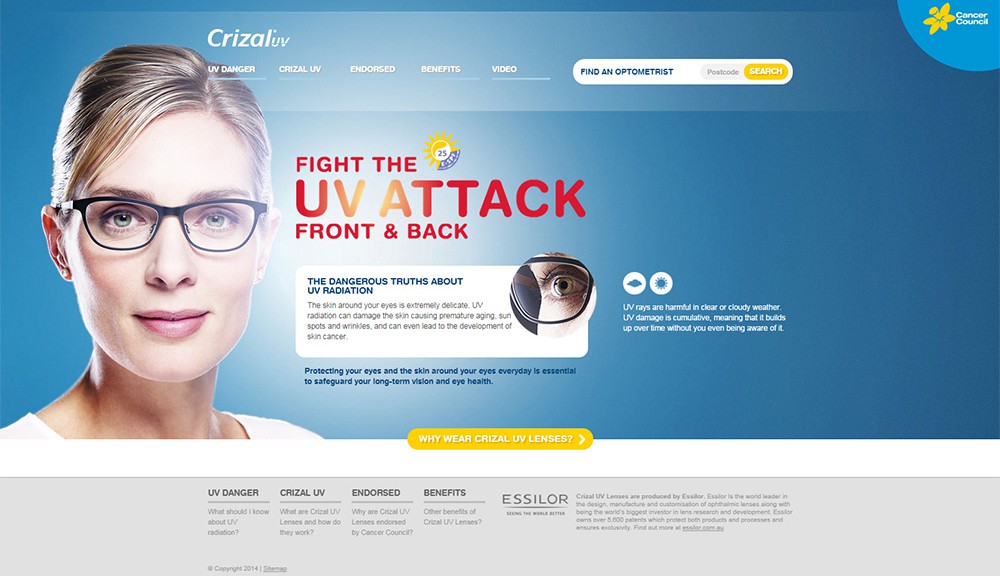 Cancer
Council
Crizal UV
UV DANGER CRIZAL UV ENDORSED BENEFITS VIDEO
FIND AN OPTOMETRIST Postcode SEARCH
25
FIGHT THE
UV ATTACK
FRONT & BACK
THE DANGEROUS TRUTHS ABOUT
UV RADIATION
The skin around your eyes is extremely delicate. UV
radiation can damage the skin causing premature aging, sun
spots and wrinkles, and can even lead to the development of
skin cancer.
UV rays are harmful in clear or cloudy weather.
UV damage is cumulative, meaning that it builds
up over time without you even being aware of it.
Protecting your eyes and the skin around your eyes everyday is essential
to safeguard your long-term vision and eye health.
WHY WEAR CRIZAL UV LENSES?
UV DANGER
What should I know
about UV
radiation?
CRIZAL UV
What are Crizal UV
Lenses and how do
they work?
ENDORSED
Why are Crizal UV
Lenses endorsed
by Cancer Council?
BENEFITS
Other benefits of
Crizal UV Lenses?
ESSILOR
SEEING THE WORLD BETTER
Crizal UV Lenses are produced by Essilor. Essilor is the world leader in
the design, manufacture and customisation of ophthalmic lenses along with
being the world's biggest investor in lens research and development. Essilor
owns over 5,600 patents which protect both products and processes and
ensures exclusivity. Find out more at essilor.com.au.
© Copyright 2014 | Sitemap